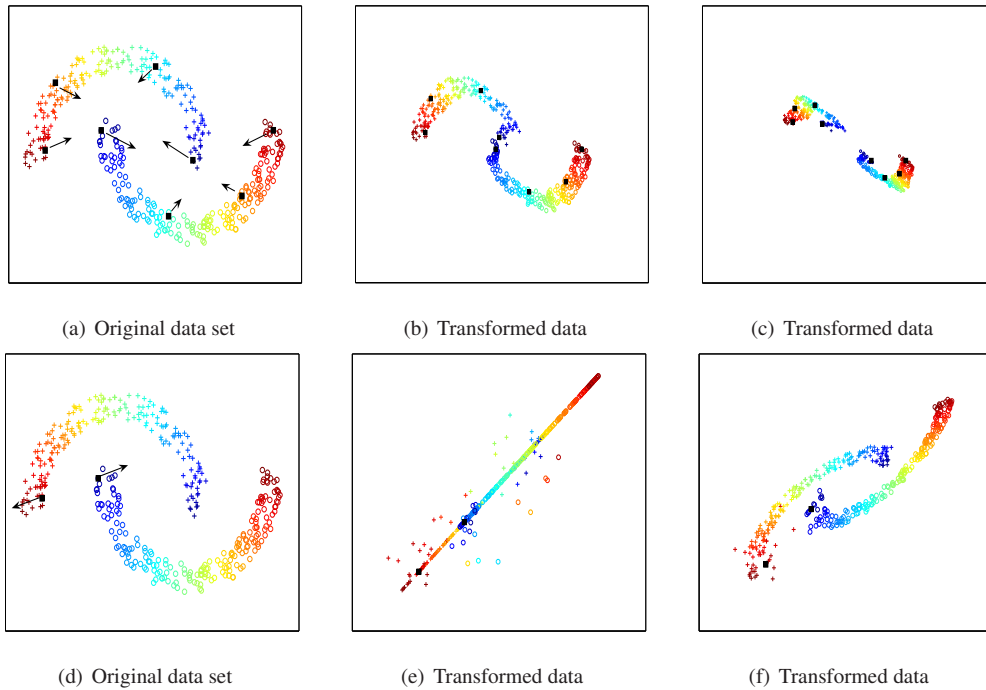 (a) Original data set
(b) Transformed data
(c) Transformed data
(d) Original data set
(e) Transformed data
(f) Transformed data